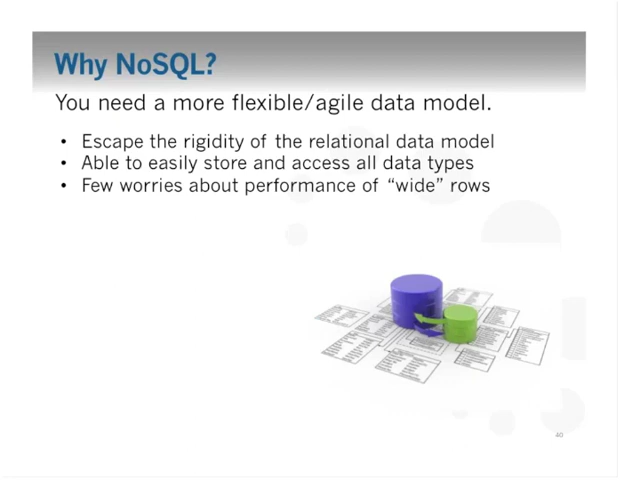 Why NoSQL?
You need a more flexible/agile data model.
• Escape the rigidity of the relational data model
• Able to easily store and access all data types
• Few worries about performance of “wide” rows
40